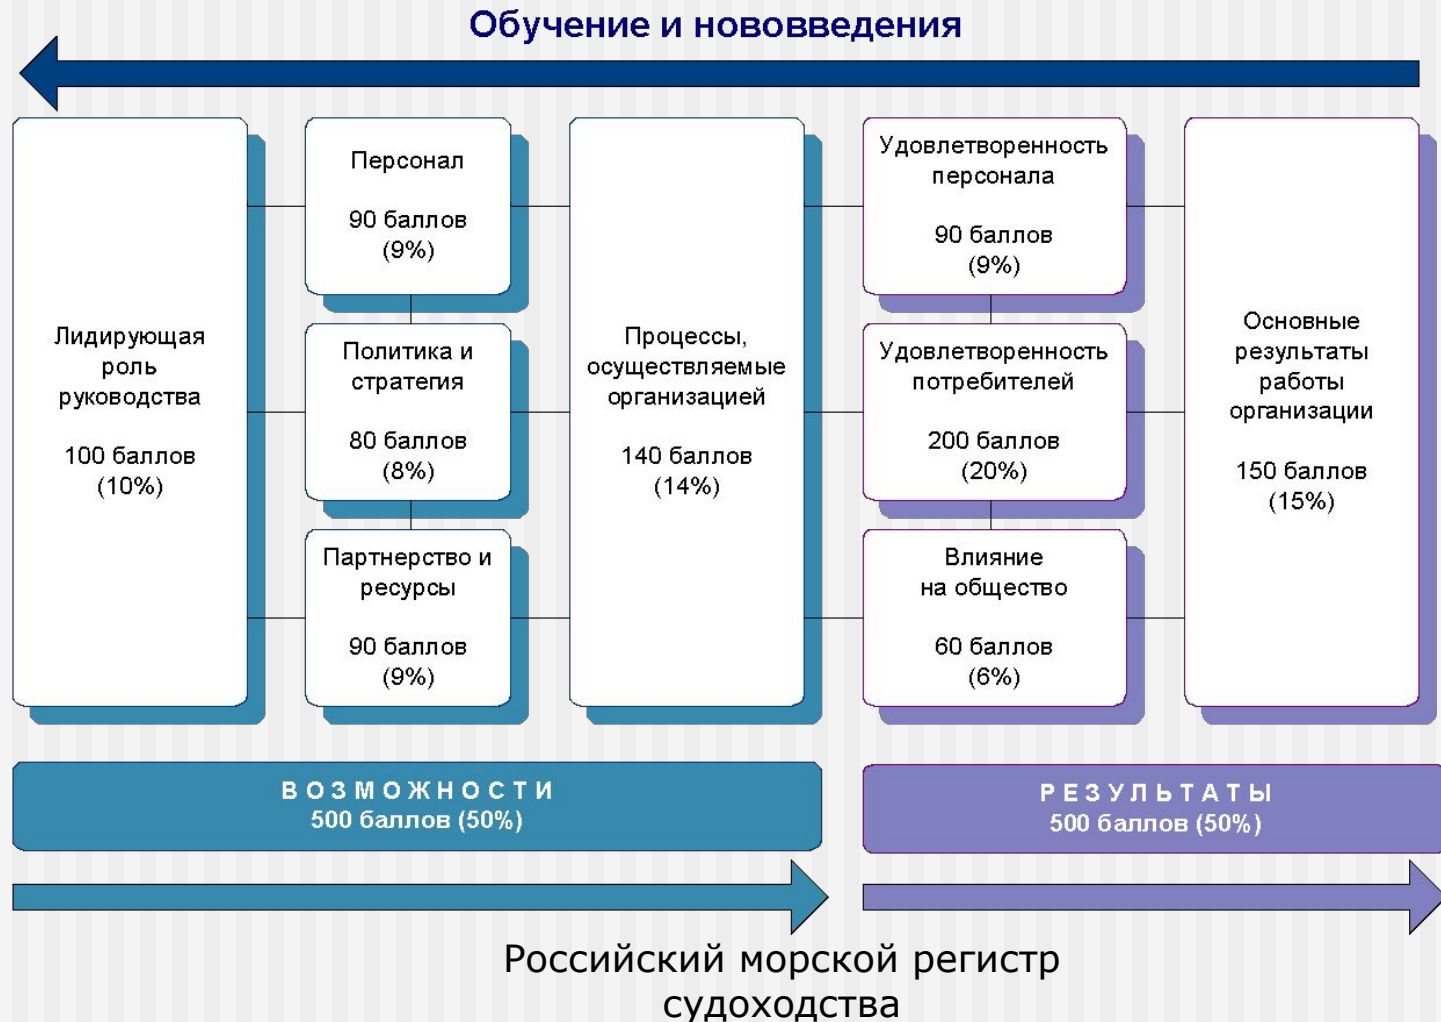 Обучение и нововведения
Лидирующая
роль
руководства
100 баллов
(10%)
Персонал
90 баллов
(9%)
Политика и
стратегия
80 баллов
(8%)
Партнерство и
ресурсы
90 баллов
(9%)
Процессы,
осуществляемые
организацией
140 баллов
(14%)
Удовлетворенность
персонала
90 баллов
(9%)
Удовлетворенность
потребителей
200 баллов
(20%)
Влияние
на общество
60 баллов
(6%)
Основные
результаты
работы
организации
150 баллов
(15%)
ВОЗМОЖНОСТИ
500 баллов (50%)
РЕЗУЛЬТАТЫ
500 баллов (50%)
Российский морской регистр
судоходства